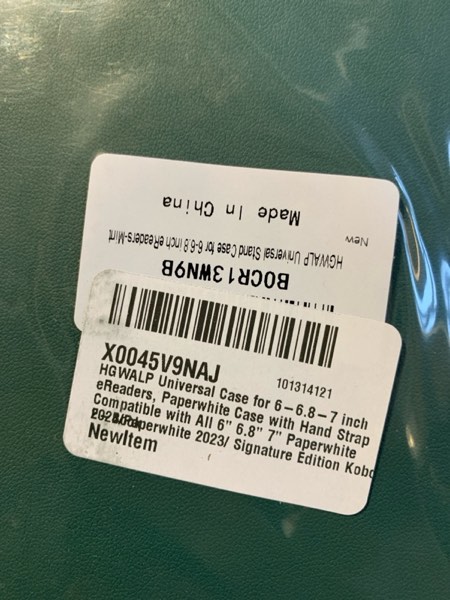 B0CR13WN9B
HGWALP Universal Stand Case for 6-6.8 inch eReaders-Mint
New
Made In China
X0045V9NAJ 101314121
HGWALP Universal Case for 6–6.8–7 inch
eReaders, Paperwhite Case with Hand Strap
Compatible with All 6” 6.8” 7” Paperwhite
2023/ Signature Edition Kobo
NewItem